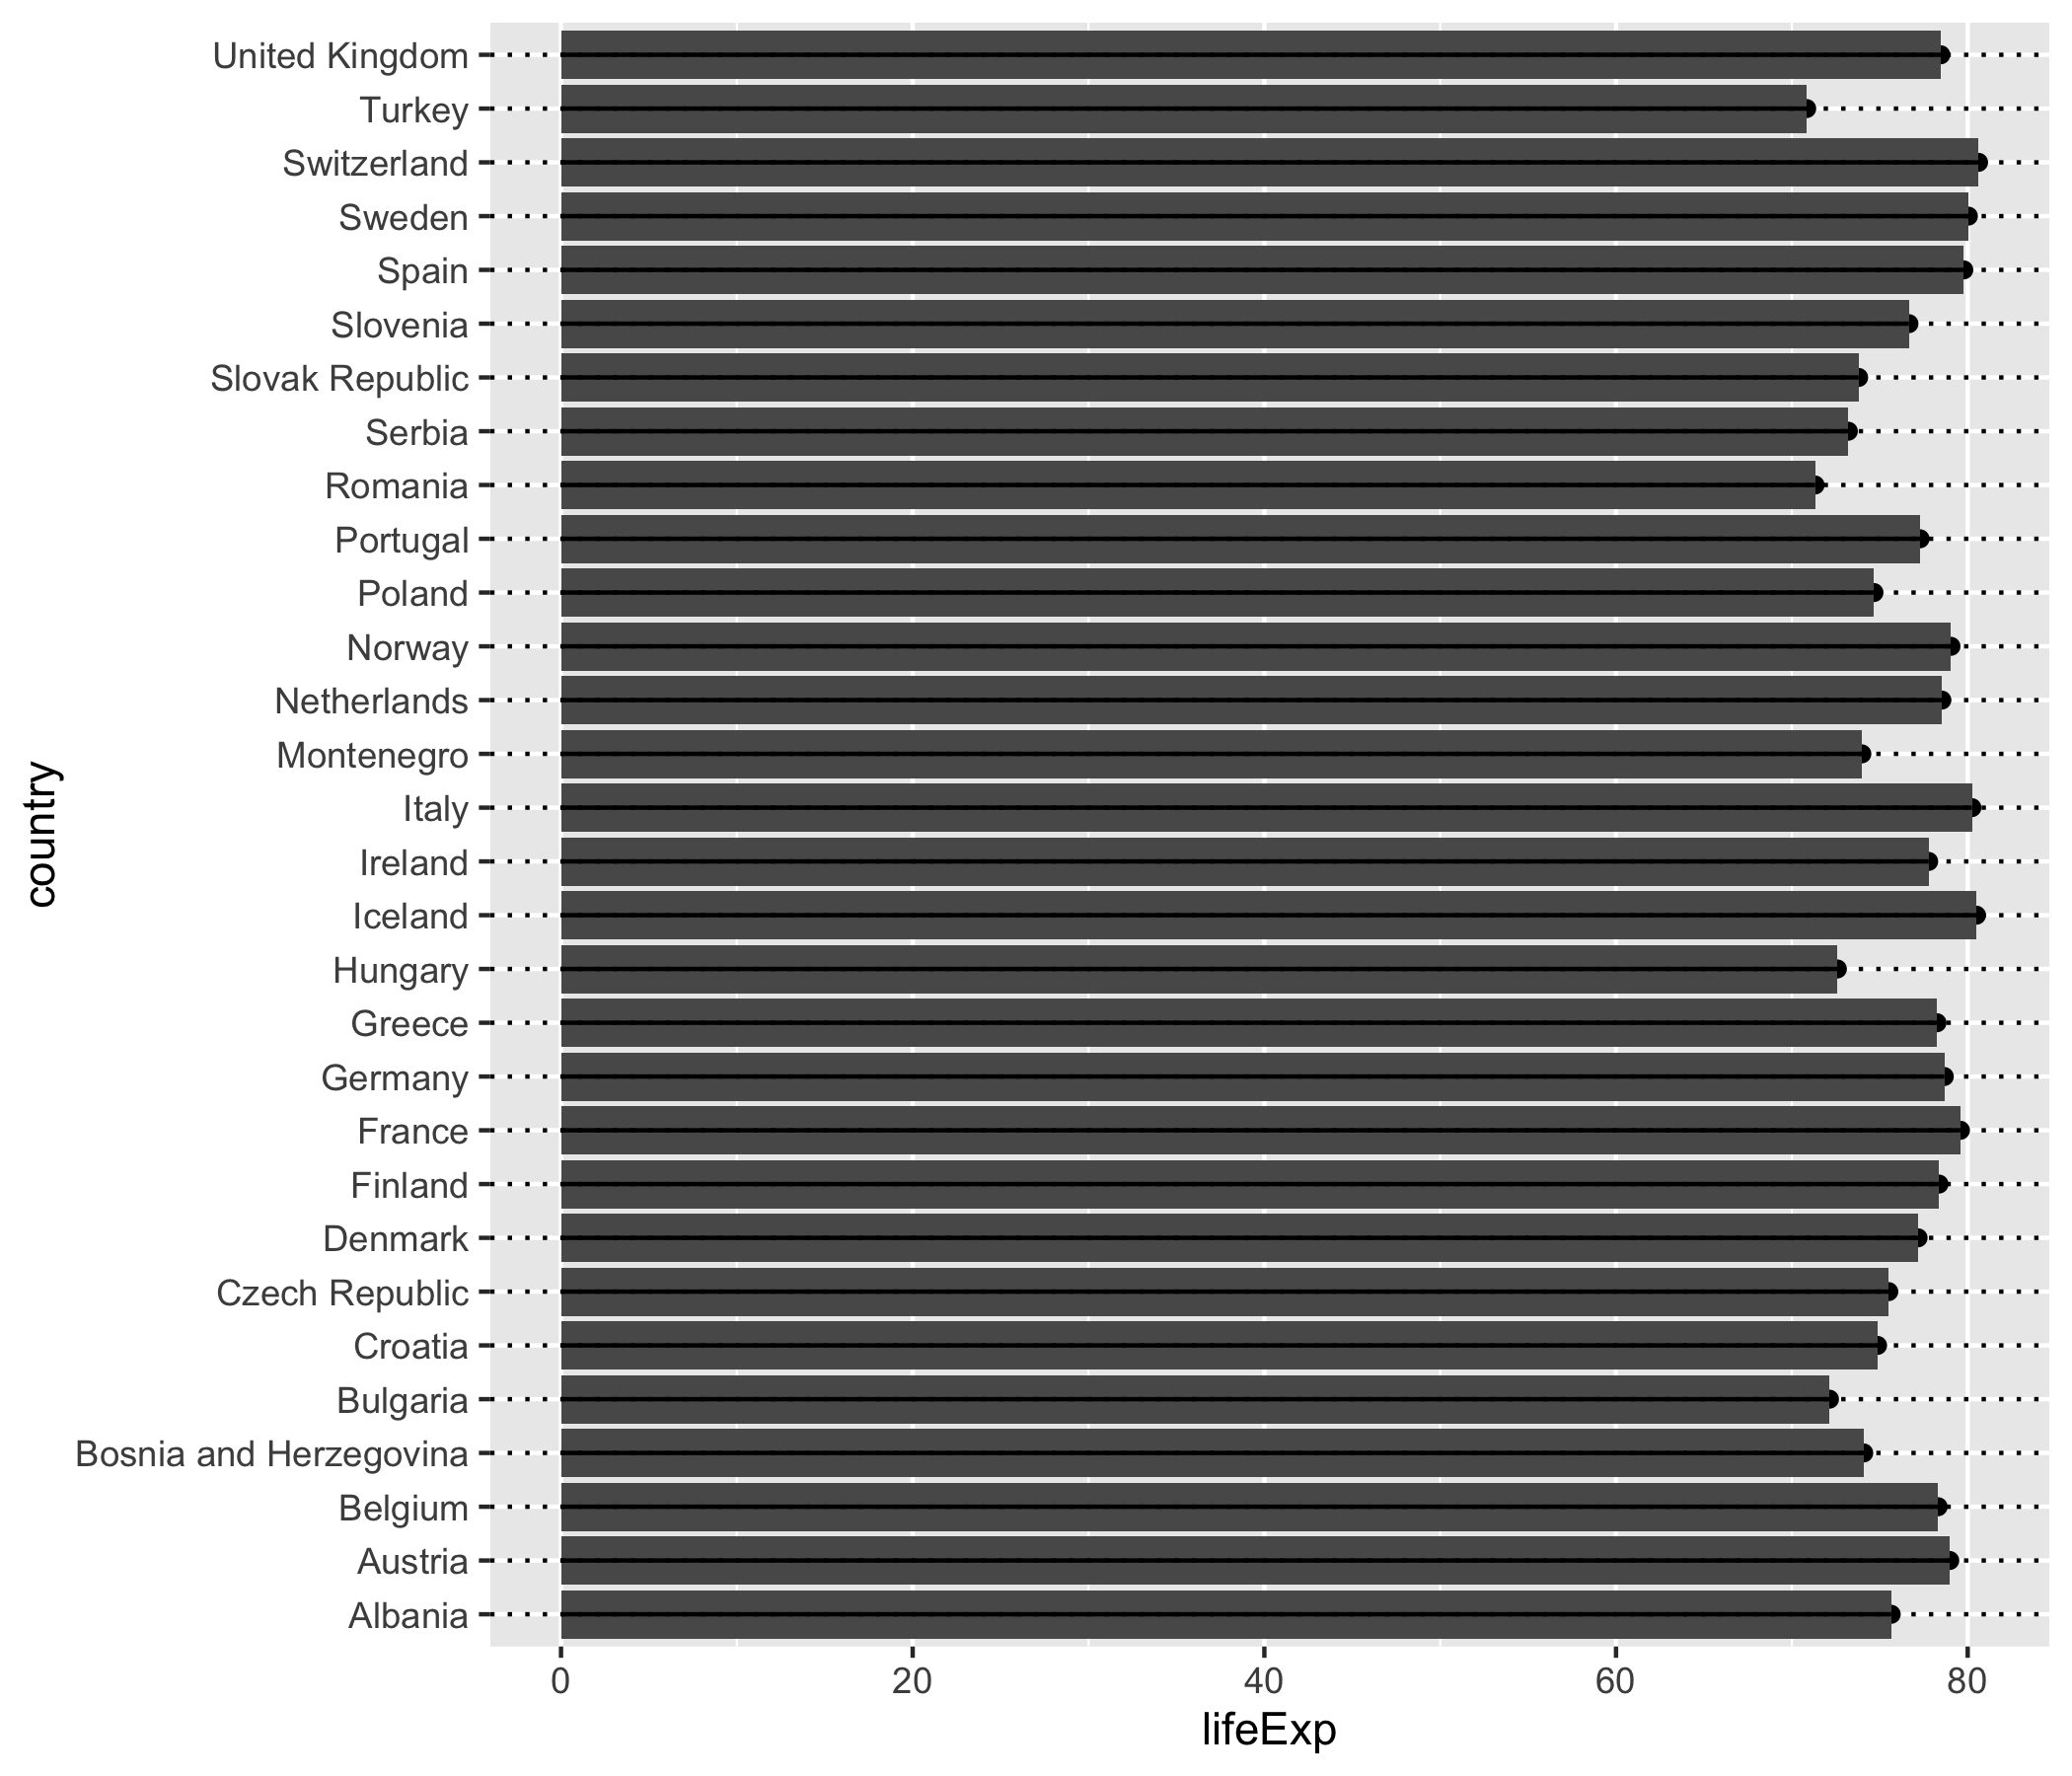 United Kingdom
Turkey
Switzerland
Sweden
Spain
Slovenia
Slovak Republic
Serbia
Romania
Portugal
Poland
Norway
Netherlands
Montenegro
Italy
Ireland
Iceland
Hungary
Greece
Germany
France
Finland
Denmark
Czech Republic
Croatia
Bulgaria
Bosnia and Herzegovina
Belgium
Austria
Albania
country
0 20 40 60 80
lifeExp